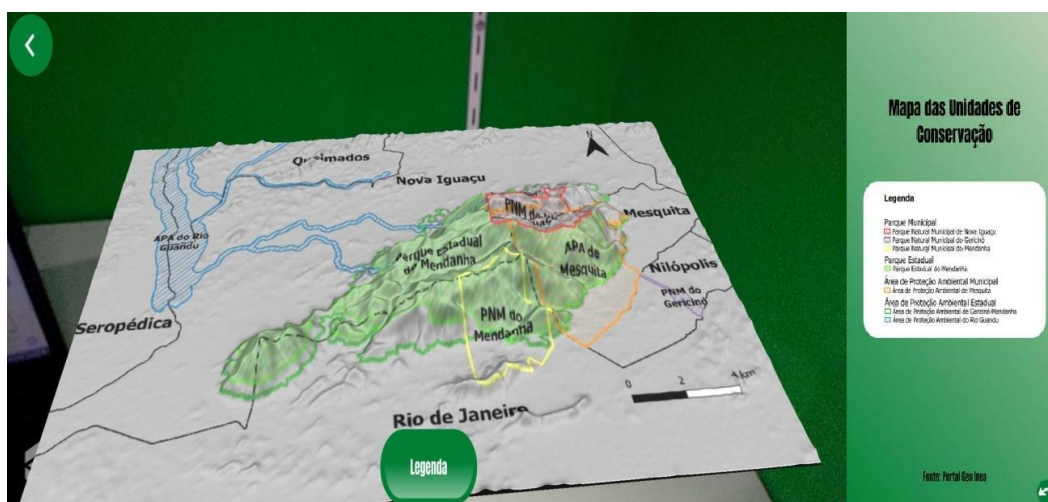 Queimados
Nova Iguaçu
APA do Rio
Guandu
PNM de
Mesquita
Parque Estadual
do Mendanha
APA de
Mesquita
Nilópolis
PNM do
Gericinó
Seropédica
PNM do
Mendanha
0 2 4 km
Rio de Janeiro
Legenda
Mapa das Unidades de
Conservação
Legenda
Parque Municipal
Parque Natural Municipal de Nova Iguaçu
Parque Natural Municipal do Gericinó
Parque Natural Municipal do Mendanha
Parque Estadual
Parque Estadual do Mendanha
Área de Proteção Ambiental Municipal
Área de Proteção Ambiental de Mesquita
Área de Proteção Ambiental Estadual
Área de Proteção Ambiental de Gericinó-Mendanha
Área de Proteção Ambiental do Rio Guandu
Fonte: Portal Geo Inea